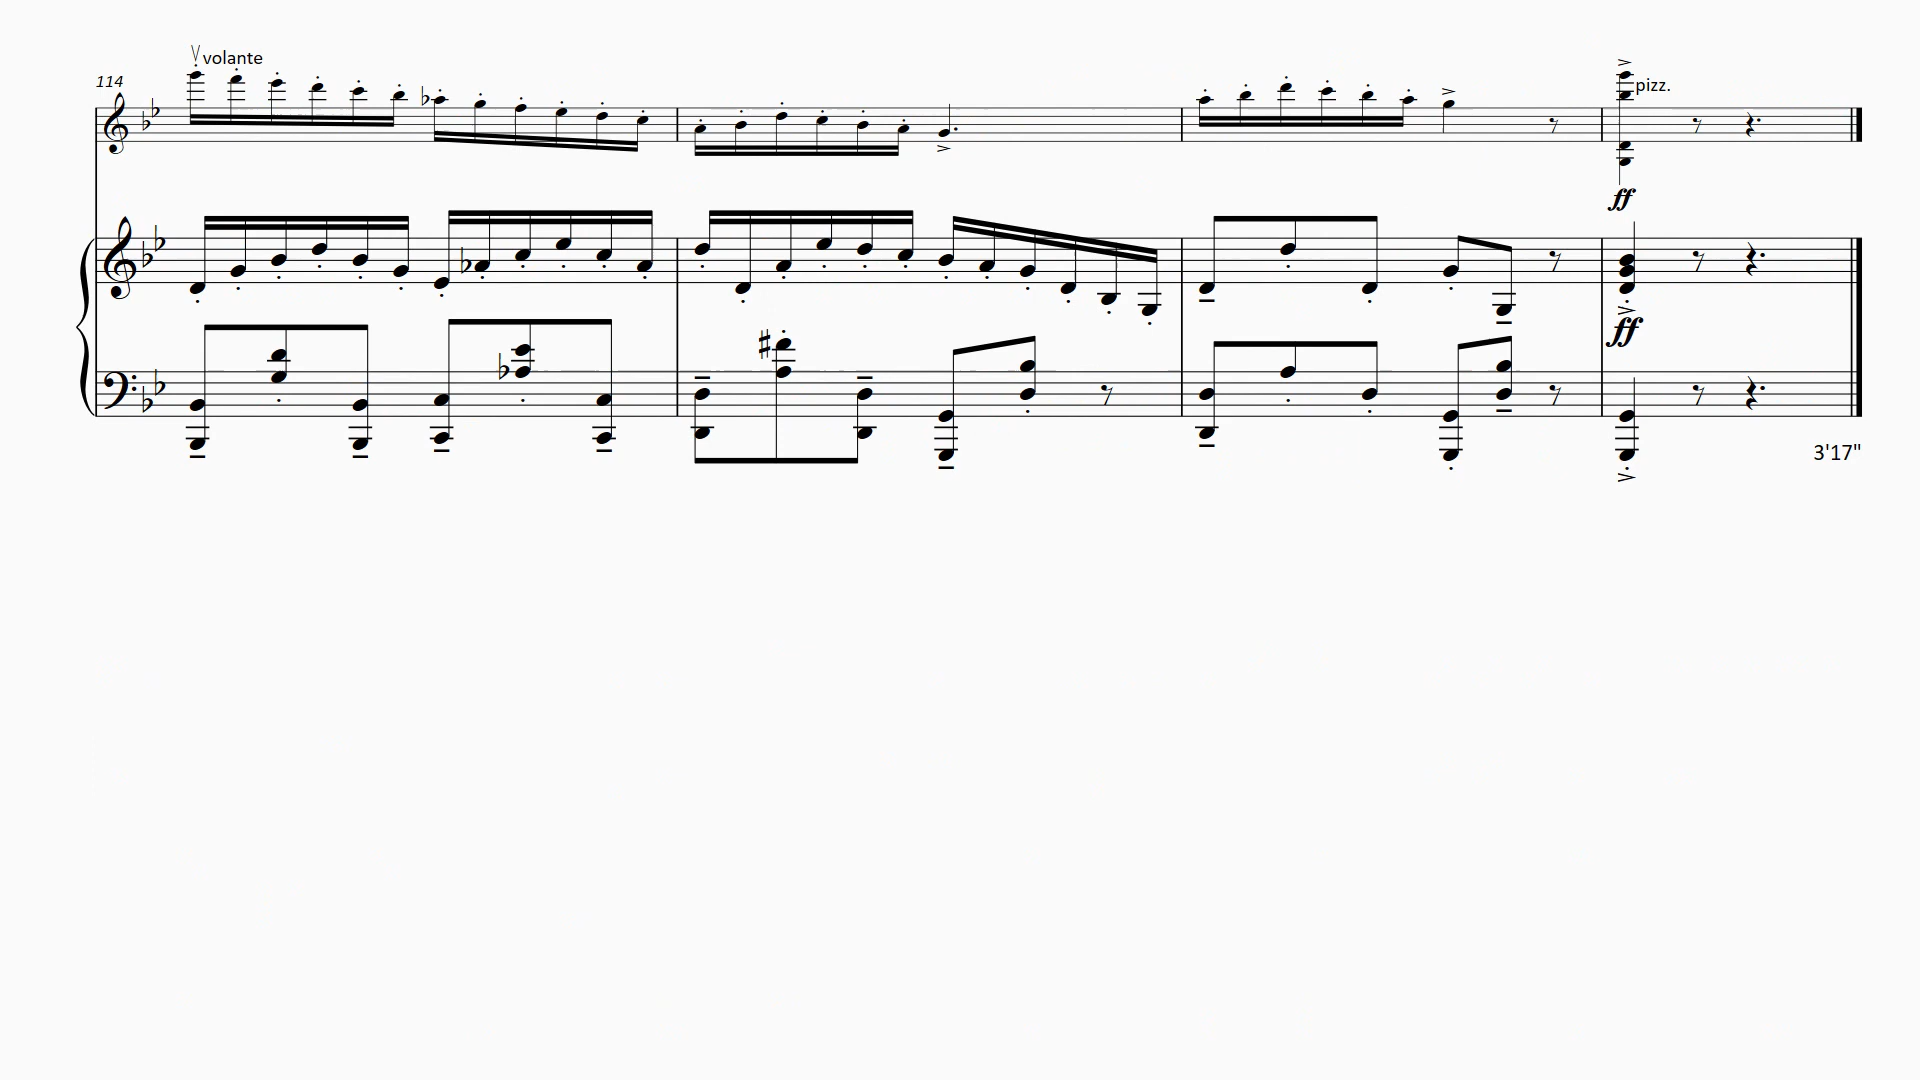 volante
114
pizz.
ff
ff
3'17"